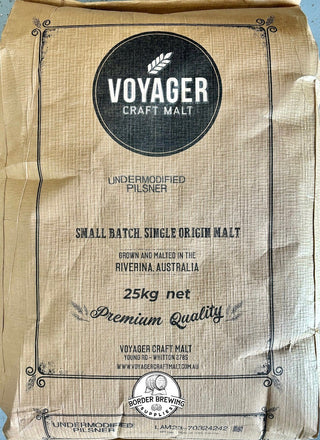 VOYAGER
CRAFT MALT
UNDERMODIFIED
PILSNER
SMALL BATCH, SINGLE ORIGIN MALT
GROWN AND MALTED IN THE
RIVERINA, AUSTRALIA
25kg net
Premium Quality
VOYAGER CRAFT MALT
YOUNG RD - WHITTON 2705
WWW.VOYAGERCRAFTMALT.COM.AU
BORDER BREWING
SUPPLIES
UNDERMODIFIED
PILSNER